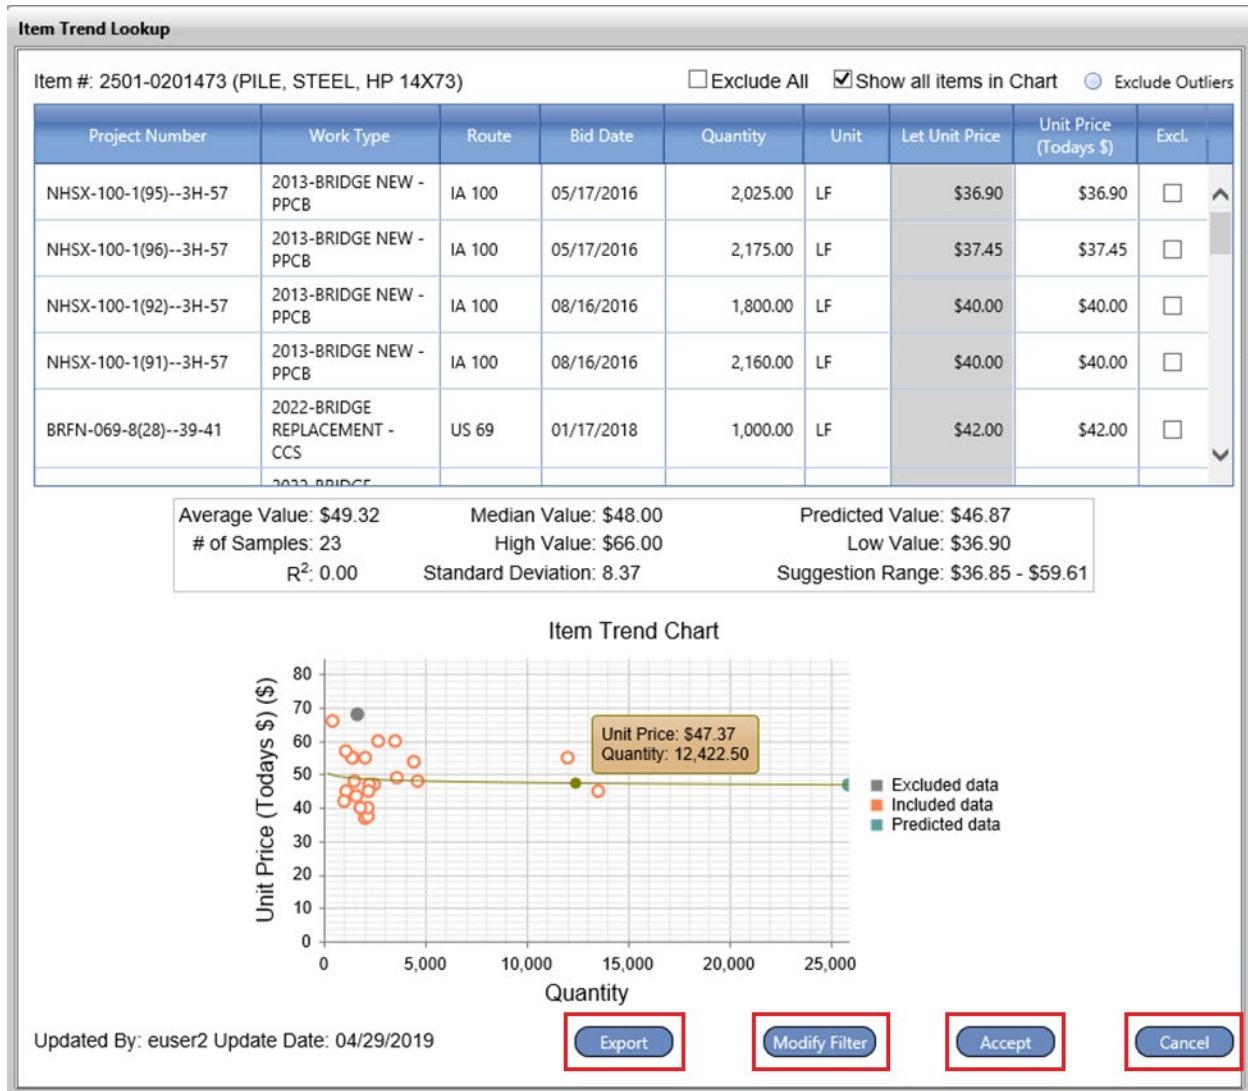 Item Trend Lookup
Item #: 2501-0201473 (PILE, STEEL, HP 14X73) Exclude All Show all items in Chart Exclude Outliers
Project Number Work Type Route Bid Date Quantity Unit Let Unit Price Unit Price (Todays $) Excl.
NHSX-100-1(95)--3H-57 2013-BRIDGE NEW - PPCB IA 100 05/17/2016 2,025.00 LF $36.90 $36.90
NHSX-100-1(96)--3H-57 2013-BRIDGE NEW - PPCB IA 100 05/17/2016 2,175.00 LF $37.45 $37.45
NHSX-100-1(92)--3H-57 2013-BRIDGE NEW - PPCB IA 100 08/16/2016 1,800.00 LF $40.00 $40.00
NHSX-100-1(91)--3H-57 2013-BRIDGE NEW - PPCB IA 100 08/16/2016 2,160.00 LF $40.00 $40.00
BRFN-069-8(28)--39-41 2022-BRIDGE REPLACEMENT - CCS US 69 01/17/2018 1,000.00 LF $42.00 $42.00
2022-BRIDGE
Average Value: $49.32 Median Value: $48.00 Predicted Value: $46.87
# of Samples: 23 High Value: $66.00 Low Value: $36.90
R²: 0.00 Standard Deviation: 8.37 Suggestion Range: $36.85 - $59.61
Item Trend Chart
Unit Price (Todays $) ($)
80
70
60
50
40
30
20
10
0
Unit Price: $47.37
Quantity: 12,422.50
Excluded data
Included data
Predicted data
0 5,000 10,000 15,000 20,000 25,000
Quantity
Updated By: euser2 Update Date: 04/29/2019 Export Modify Filter Accept Cancel